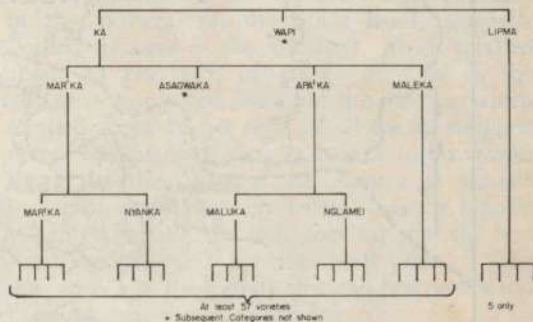 KA WAPI LIPMA
*
MAR'KA ASAGWAKA APA'KA MALEKA
*
MAR'KA NYANKA MALUKA NGLAMEI
At least 57 varieties 5 only
* Subsequent Categories not shown